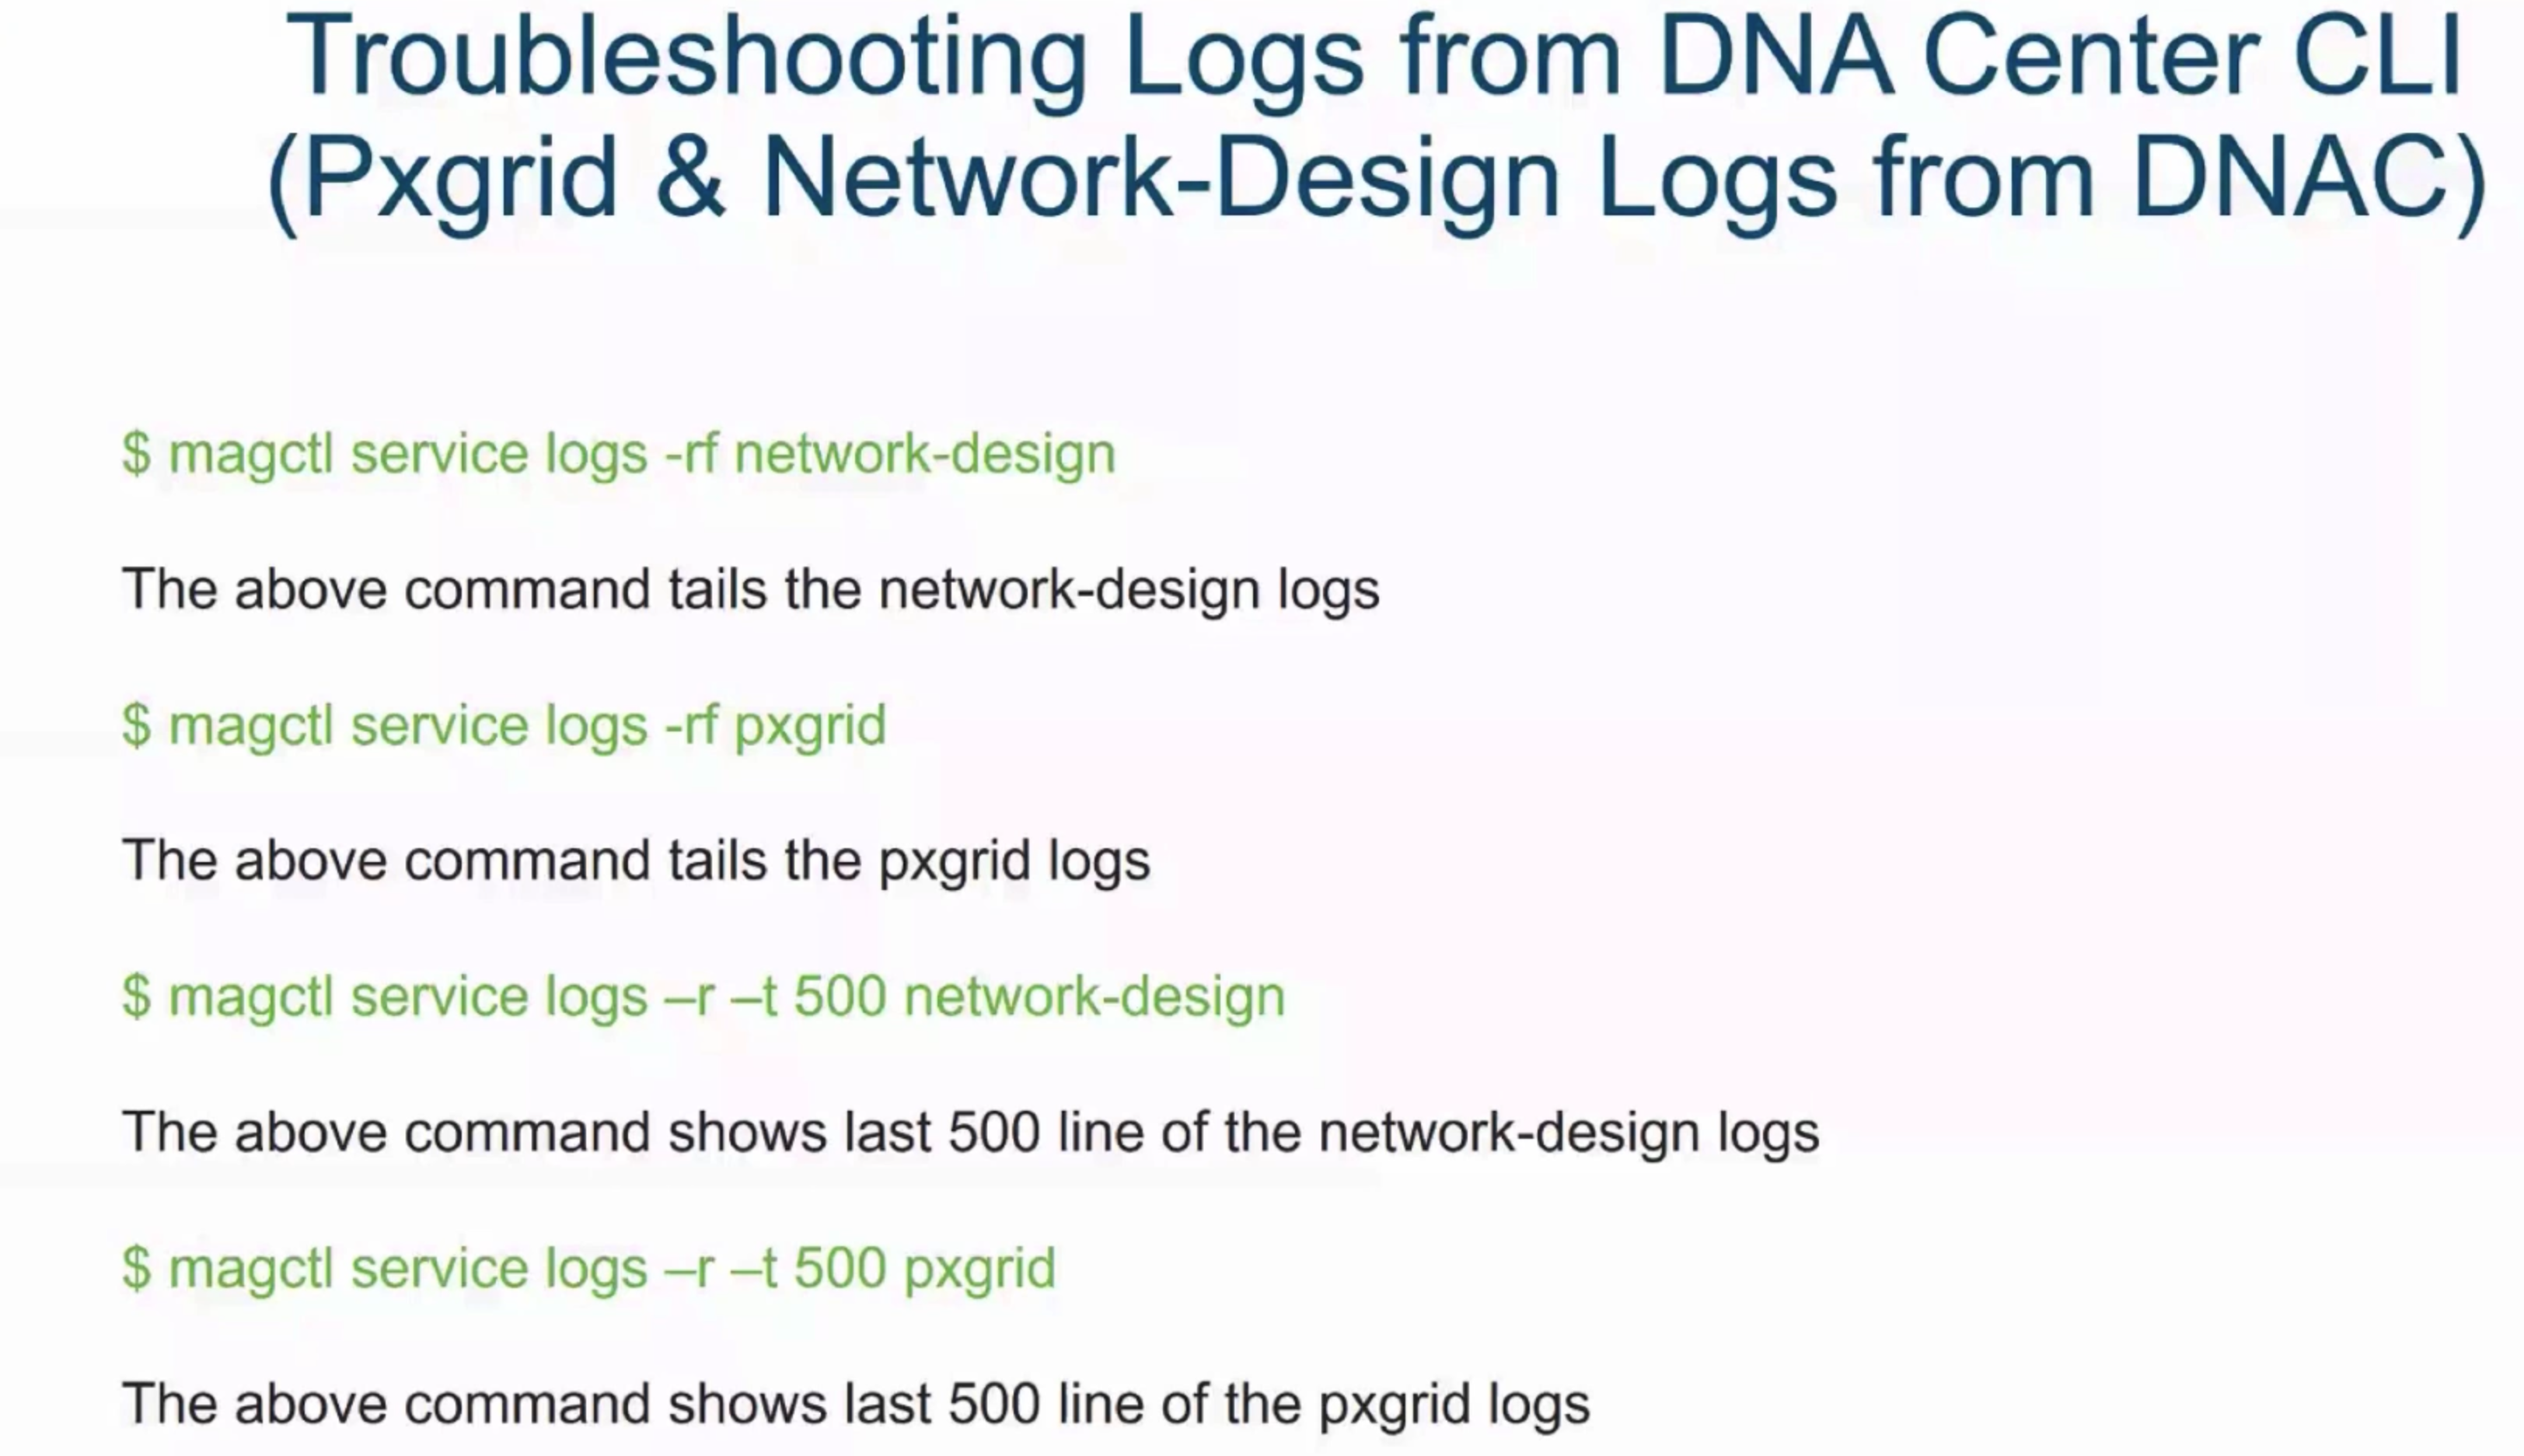 Troubleshooting Logs from DNA Center CLI
(Pxgrid & Network-Design Logs from DNAC)
$ magctl service logs -rf network-design
The above command tails the network-design logs
$ magctl service logs -rf pxgrid
The above command tails the pxgrid logs
$ magctl service logs –r –t 500 network-design
The above command shows last 500 line of the network-design logs
$ magctl service logs –r –t 500 pxgrid
The above command shows last 500 line of the pxgrid logs